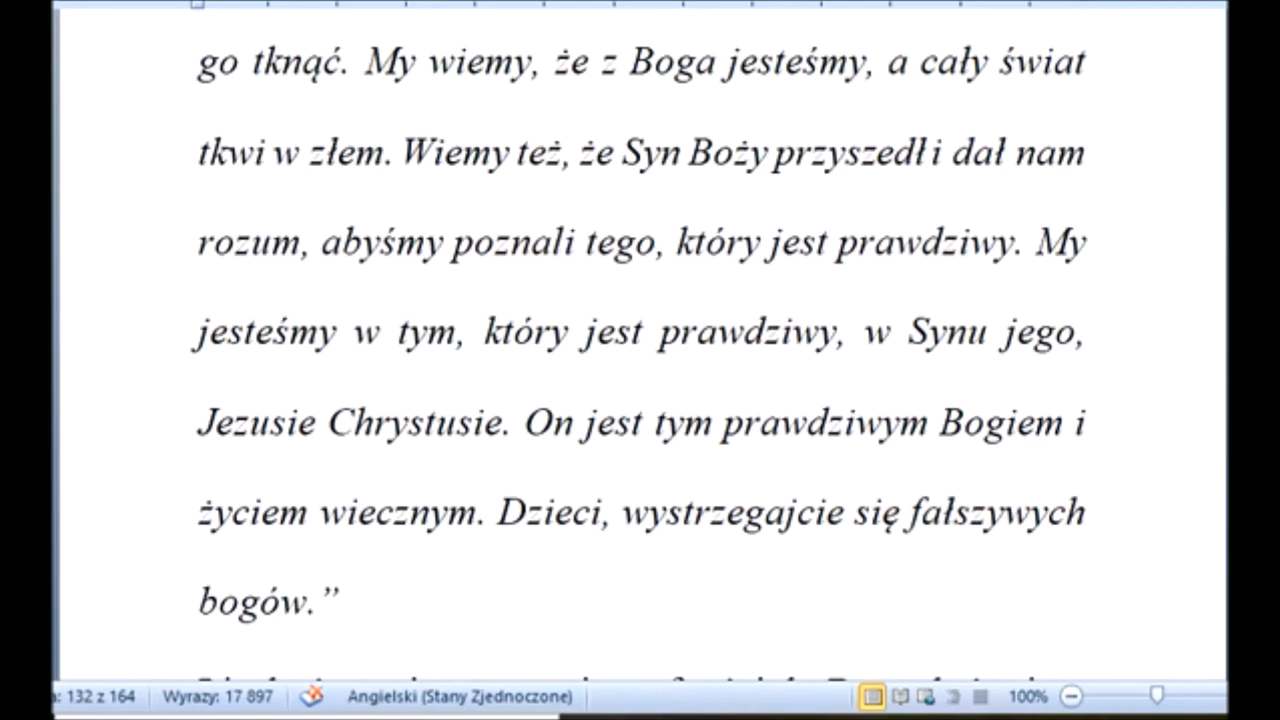 go tknąć. My wiemy, że z Boga jesteśmy, a cały świat
tkwi w złem. Wiemy też, że Syn Boży przyszedł i dał nam
rozum, abyśmy poznali tego, który jest prawdziwy. My
jesteśmy w tym, który jest prawdziwy, w Synu jego,
Jezusie Chrystusie. On jest tym prawdziwym Bogiem i
życiem wiecznym. Dzieci, wystrzegajcie się fałszywych
bogów.”
: 132 z 164 Wyrazy: 17 897 Angielski (Stany Zjednoczone) 100%